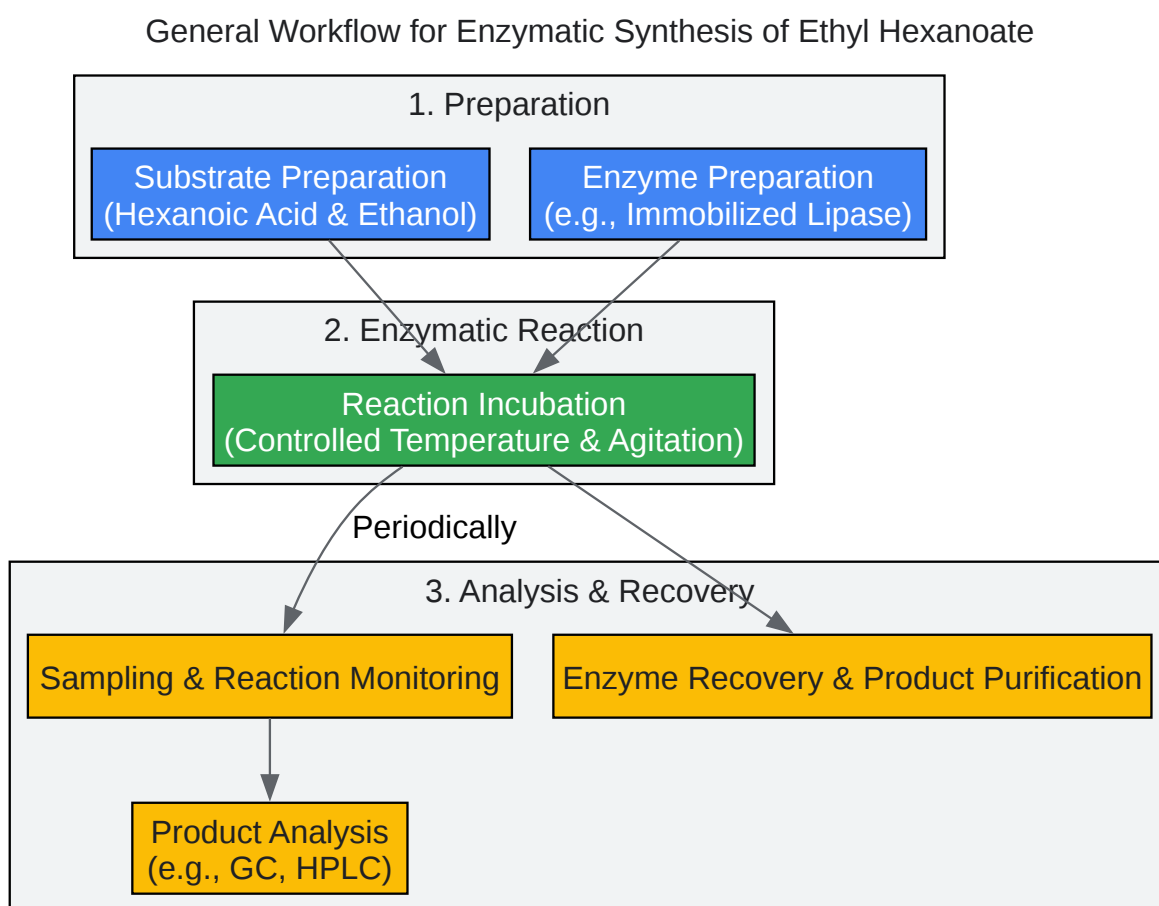 General Workflow for Enzymatic Synthesis of Ethyl Hexanoate
1. Preparation
Substrate Preparation
(Hexanoic Acid & Ethanol)
Enzyme Preparation
(e.g., Immobilized Lipase)
2. Enzymatic Reaction
Reaction Incubation
(Controlled Temperature & Agitation)
Periodically
3. Analysis & Recovery
Sampling & Reaction Monitoring
Enzyme Recovery & Product Purification
Product Analysis
(e.g., GC, HPLC)